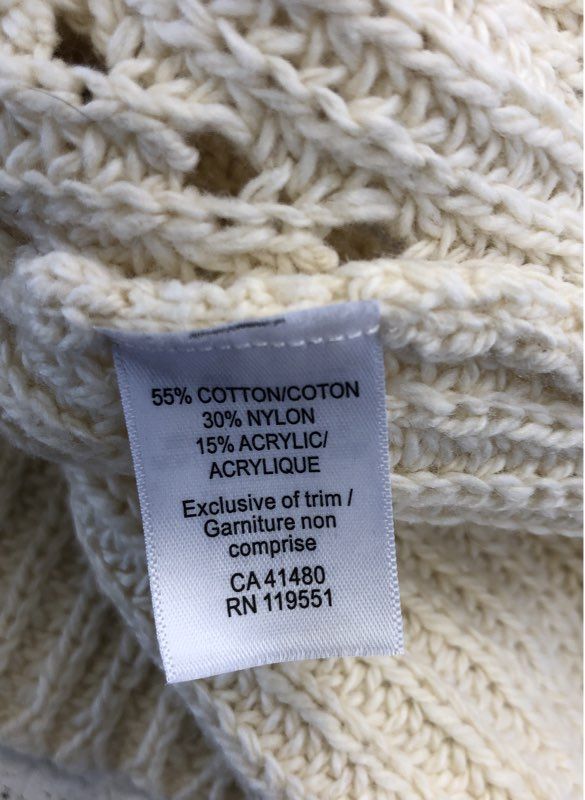 55% COTTON/COTON
30% NYLON
15% ACRYLIC/
ACRYLIQUE
Exclusive of trim /
Garniture non
comprise
CA 41480
RN 119551